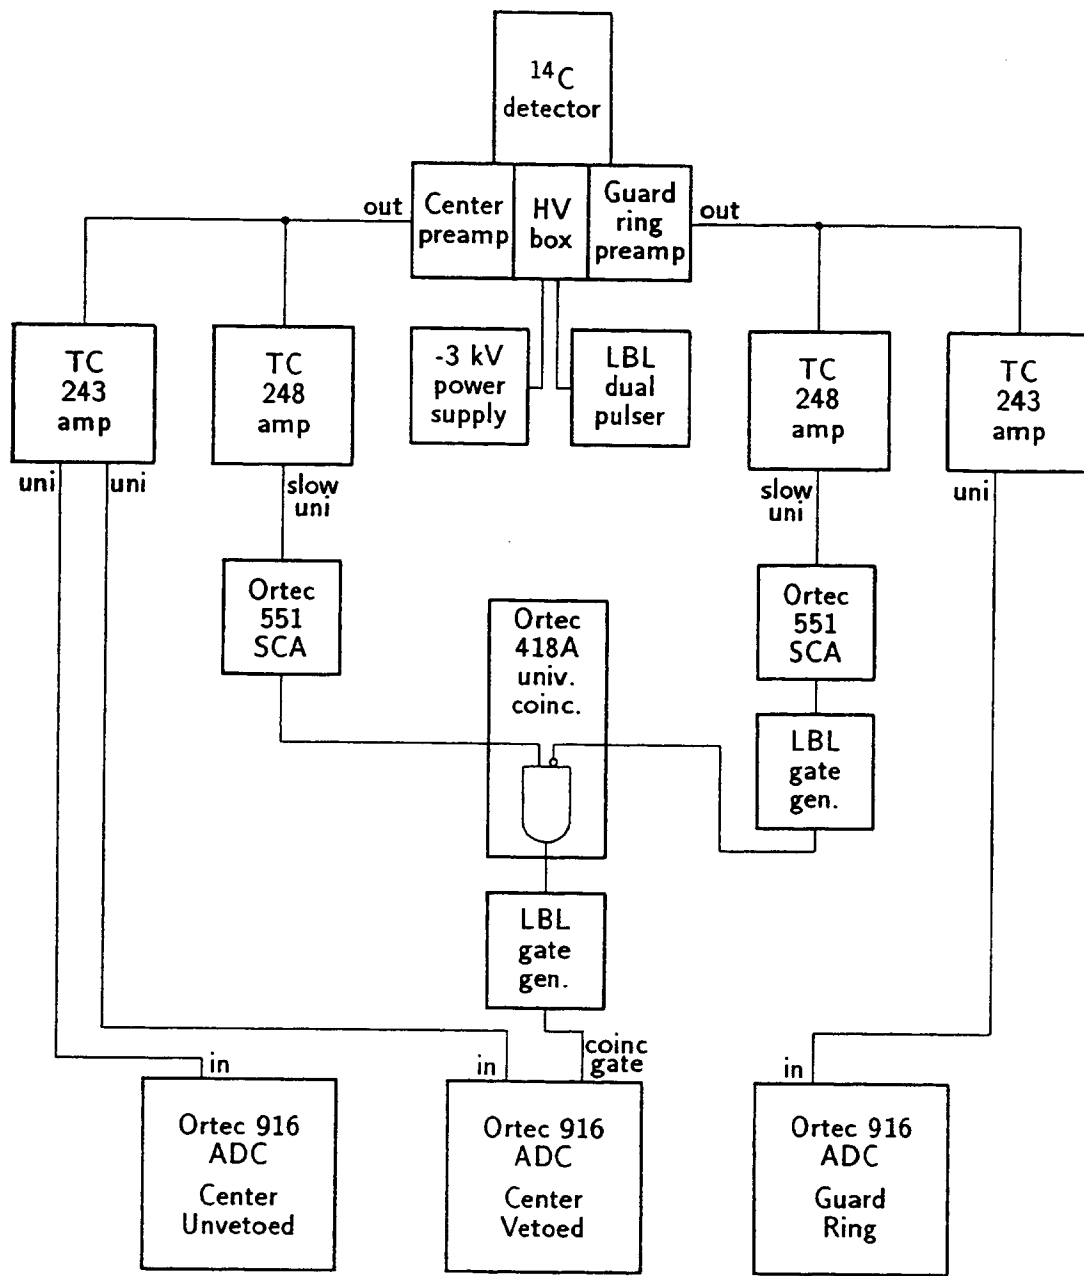 14C
detector
out
Center
preamp
HV
box
Guard
ring
preamp
out
TC
243
amp
TC
248
amp
-3 kV
power
supply
LBL
dual
pulser
TC
248
amp
TC
243
amp
uni
uni
slow
uni
slow
uni
uni
Ortec
551
SCA
Ortec
418A
univ.
coinc.
Ortec
551
SCA
LBL
gate
gen.
LBL
gate
gen.
in
in
coinc
gate
in
Ortec 916
ADC
Center
Unvetoed
Ortec 916
ADC
Center
Vetoed
Ortec 916
ADC
Guard
Ring